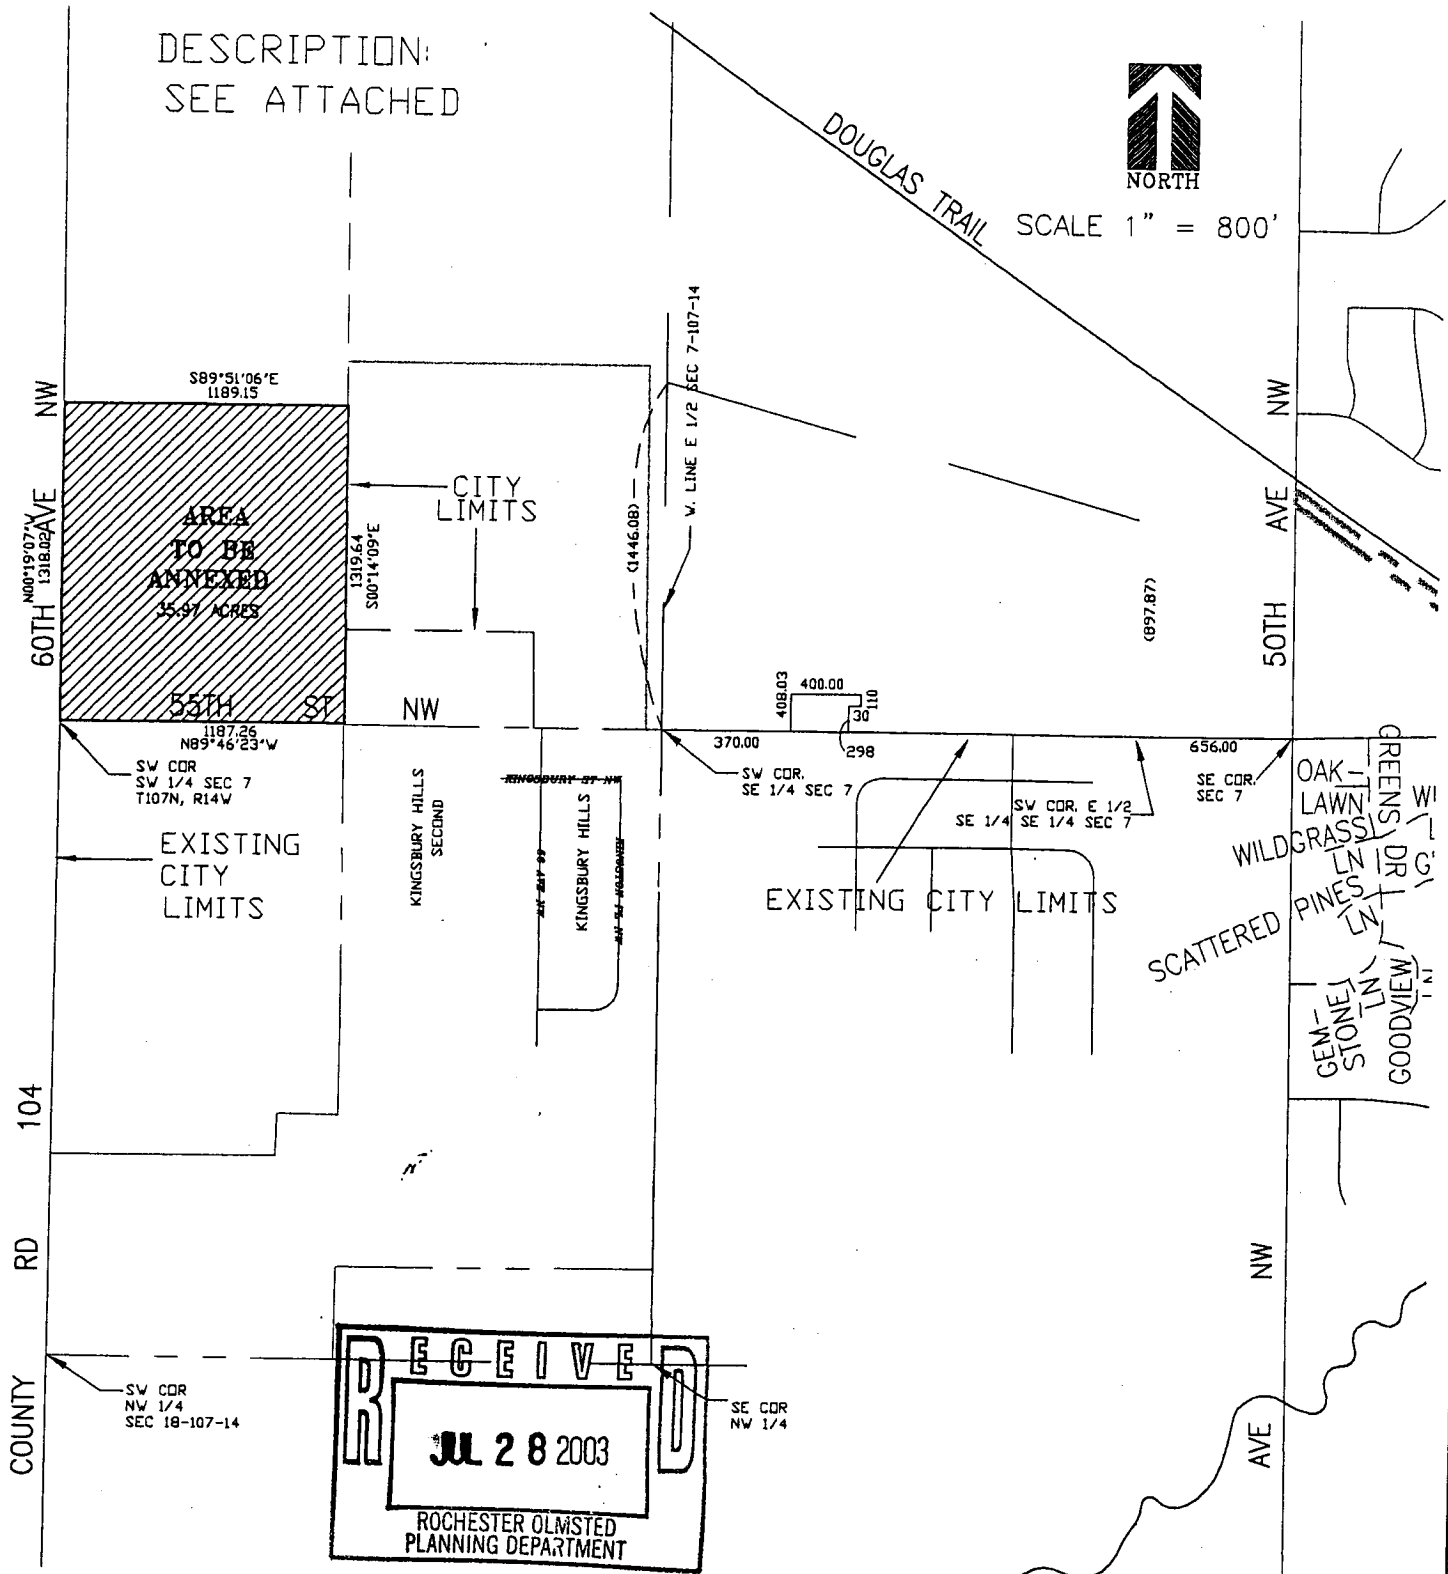 DESCRIPTION:
SEE ATTACHED
NORTH
SCALE 1" = 800'
DOUGLAS TRAIL
S89°51'06"E
1189.15
W. LINE E 1/2 SEC 7-107-14
60TH AVE NW
N00°19'07"W
1318.02
AREA
TO BE
ANNEXED
35.97 ACRES
1319.64
S00°14'09"E
CITY
LIMITS
(1446.08)
(897.87)
50TH AVE NW
55TH ST NW
1187.26
N89°46'23"W
408.03
400.00
110
30
298
370.00
656.00
SW COR
SW 1/4 SEC 7
T107N, R14W
SW COR.
SE 1/4 SEC 7
SW COR. E 1/2
SE 1/4 SE 1/4 SEC 7
SE COR.
SEC 7
KINGSBURY ST NW
KINGSBURY HILLS
SECOND
KINGSBURY HILLS
EXISTING
CITY
LIMITS
EXISTING CITY LIMITS
GREENS DR
OAK-
LAWN
WILDGRASS
LN
SCATTERED PINES
LN
GEM-
STONE
LN
GOODVIEW
COUNTY RD 104
AVE NW
SW COR
NW 1/4
SEC 18-107-14
SE COR
NW 1/4
RECEIVED
JUL 28 2003
ROCHESTER OLMSTED
PLANNING DEPARTMENT